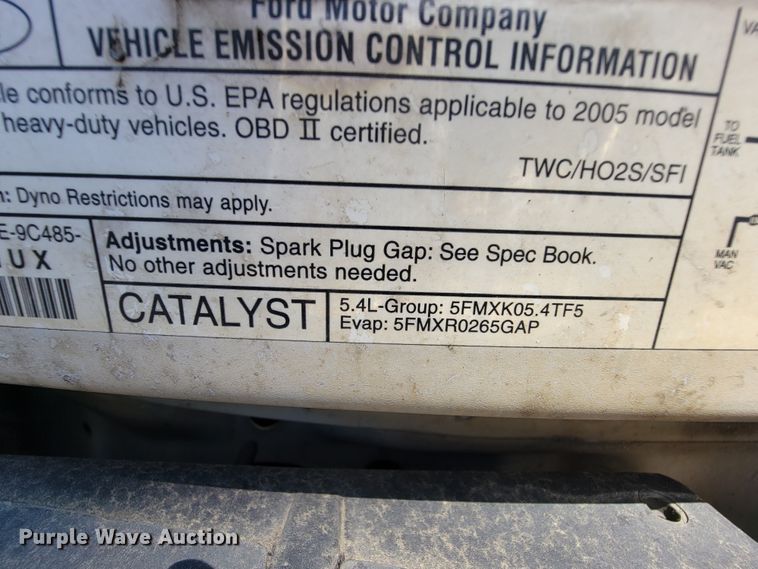 Ford Motor Company
VEHICLE EMISSION CONTROL INFORMATION
conforms to U.S. EPA regulations applicable to 2005 model
heavy-duty vehicles. OBD II certified.
TWC/HO2S/SFI
Dyno Restrictions may apply.
E-9C485-
UX
Adjustments: Spark Plug Gap: See Spec Book.
No other adjustments needed.
CATALYST
5.4L-Group: 5FMXK05.4TF5
Evap: 5FMXR0265GAP
VA
TO
FUEL
TANK
MAN
VAC
Purple Wave Auction®